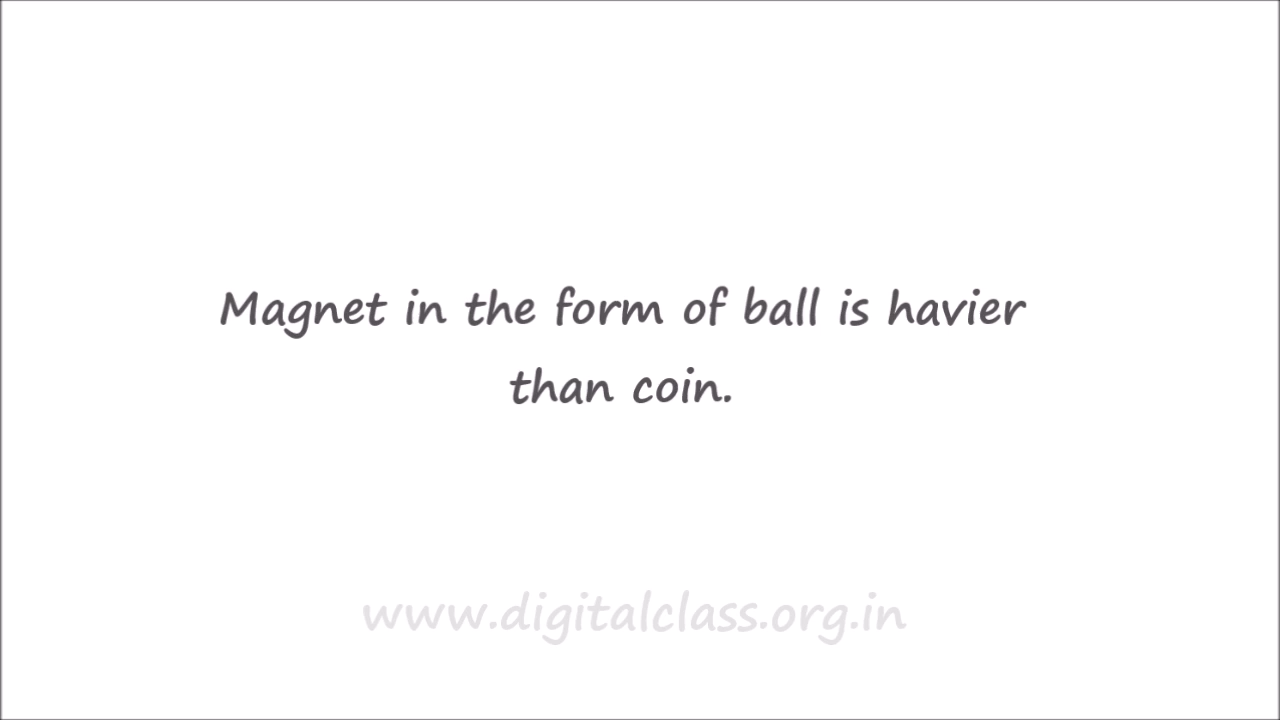 Magnet in the form of ball is havier
than coin.
www.digitalclass.org.in